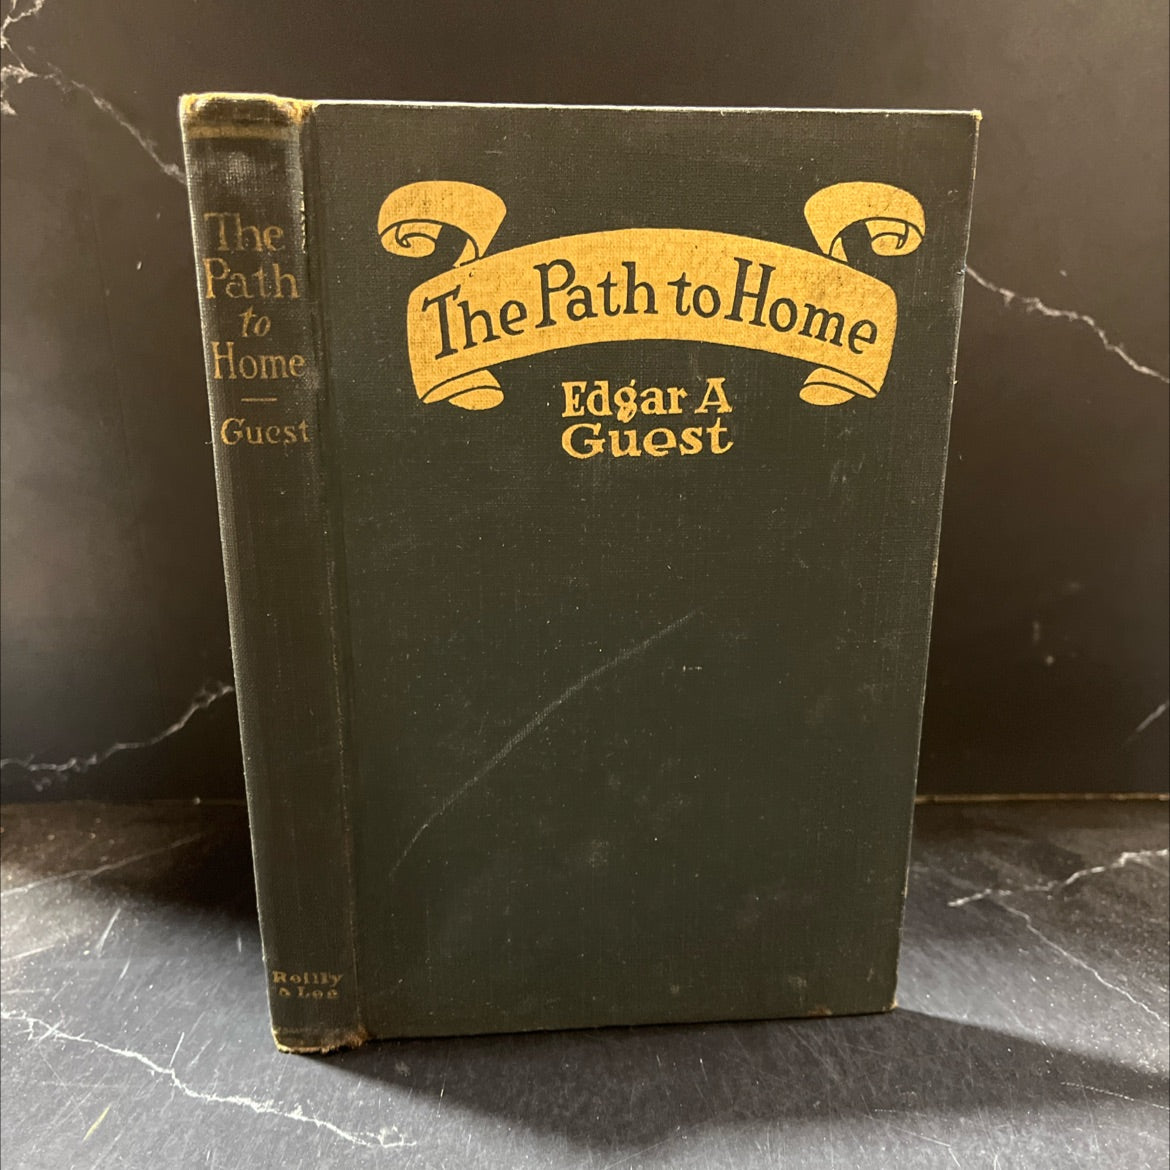 The
Path
to
Home
Guest
Reilly
& Lee
The Path to Home
Edgar A
Guest